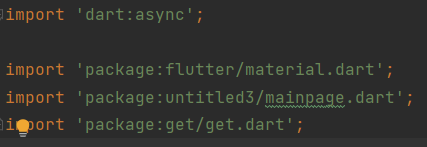 import 'dart:async';
import 'package:flutter/material.dart';
import 'package:untitled3/mainpage.dart';
import 'package:get/get.dart';